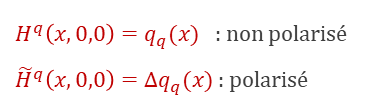 H^q(x, 0,0) = q_q(x) : non polarisé
H̃^q(x, 0,0) = Δq_q(x) : polarisé